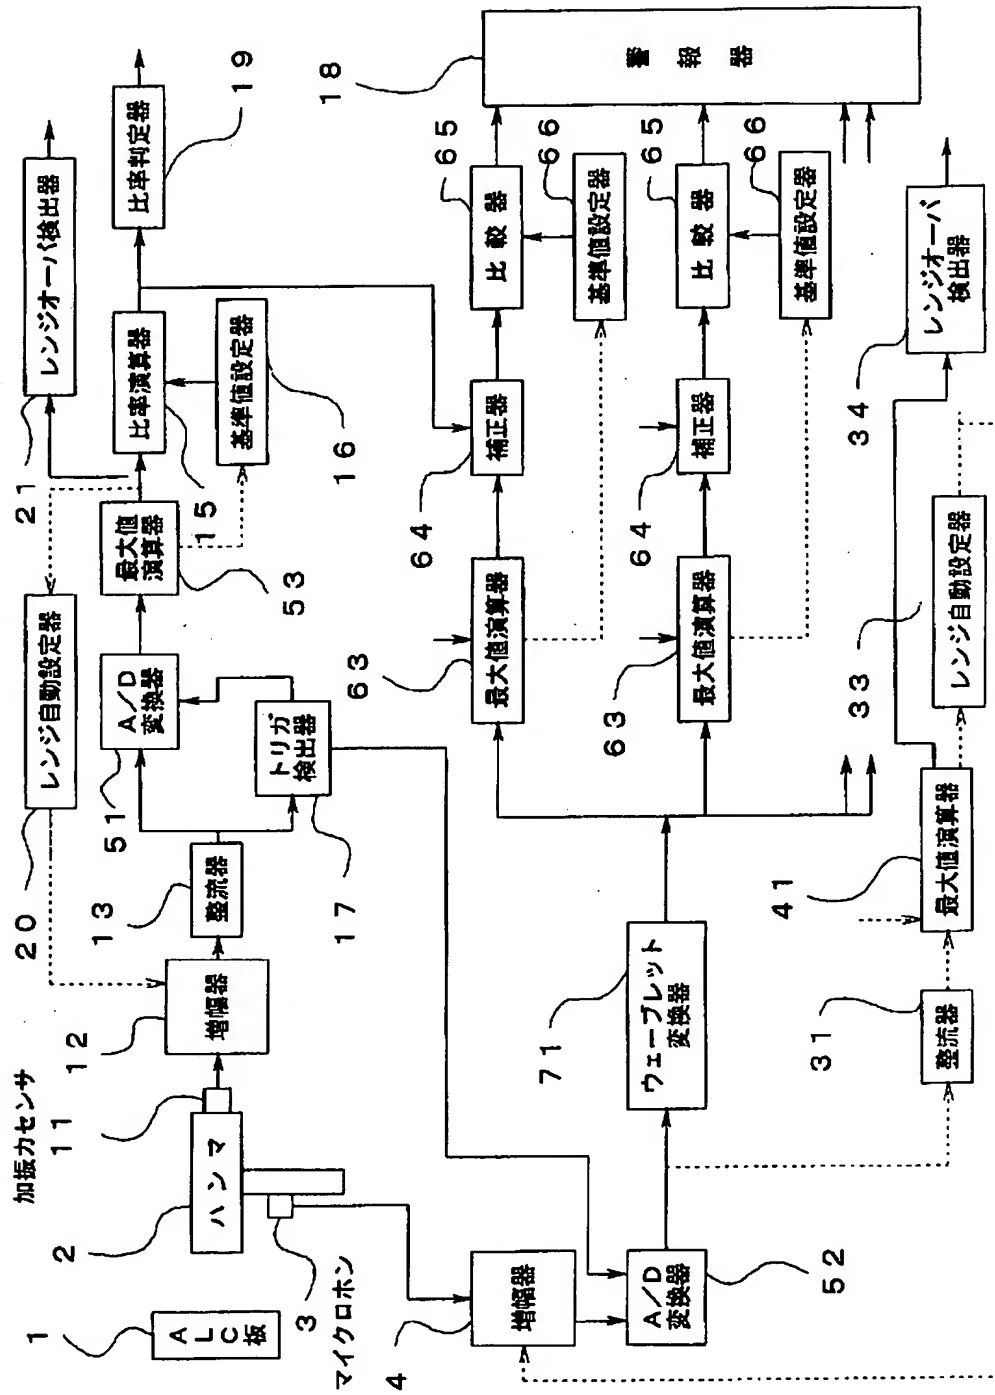 1
ALC板
2
ハンマ
加振力センサ
11
3
マイクロホン
12
増幅器
13
整流器
20
レンジ自動設定器
17
トリガ
検出器
51
A/D
変換器
53
最大値
演算器
21
レンジオーバ検出器
15
比率演算器
16
基準値設定器
19
比率判定器
4
増幅器
52
A/D
変換器
71
ウェーブレット
変換器
63
最大値演算器
64
補正器
65
比較器
66
基準値設定器
18
警報器
63
最大値演算器
64
補正器
65
比較器
66
基準値設定器
31
整流器
41
最大値演算器
33
レンジ自動設定器
34
レンジオーバ
検出器